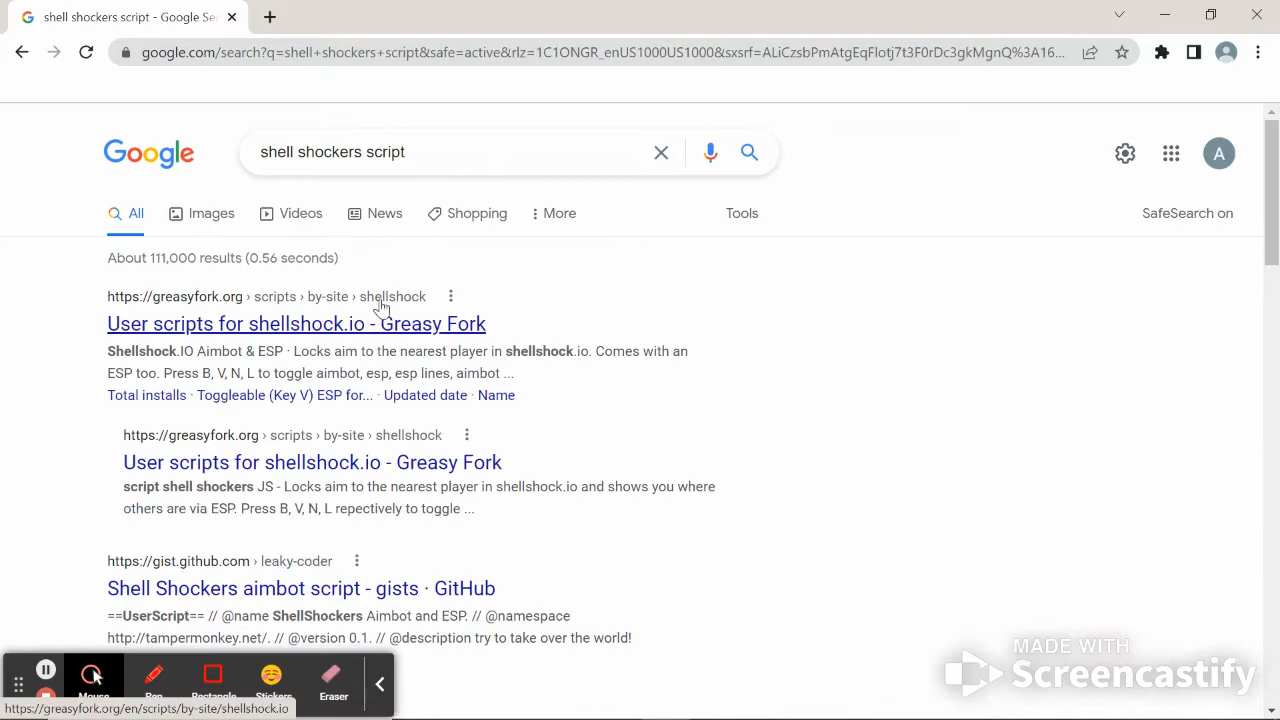 shell shockers script - Google Se
google.com/search?q=shell+shockers+script&safe=active&rlz=1C1ONGR_enUS1000US1000&sxsrf=ALiCzsbPmAtgEqFlotj7t3F0rDc3gkMgnQ%3A16...
Google
shell shockers script
A
All
Images
Videos
News
Shopping
More
Tools
SafeSearch on
About 111,000 results (0.56 seconds)
https://greasyfork.org › scripts › by-site › shellshock
User scripts for shellshock.io - Greasy Fork
Shellshock.IO Aimbot & ESP · Locks aim to the nearest player in shellshock.io. Comes with an
ESP too. Press B, V, N, L to toggle aimbot, esp, esp lines, aimbot ...
Total installs · Toggleable (Key V) ESP for... · Updated date · Name
https://greasyfork.org › scripts › by-site › shellshock
User scripts for shellshock.io - Greasy Fork
script shell shockers JS - Locks aim to the nearest player in shellshock.io and shows you where
others are via ESP. Press B, V, N, L repectively to toggle ...
https://gist.github.com › leaky-coder
Shell Shockers aimbot script - gists · GitHub
==UserScript== // @name ShellShockers Aimbot and ESP. // @namespace
http://tampermonkey.net/. // @version 0.1. // @description try to take over the world!
MADE WITH
Screencastify
Mouse
Pen
Rectangle
Stickers
Eraser
https://greasyfork.org/en/scripts/by-site/shellshock.io